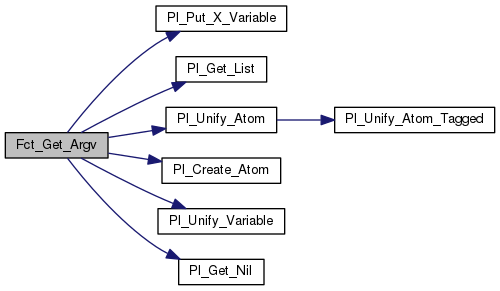 Pl_Put_X_Variable
Pl_Get_List
Fct_Get_Argv
Pl_Unify_Atom
Pl_Unify_Atom_Tagged
Pl_Create_Atom
Pl_Unify_Variable
Pl_Get_Nil